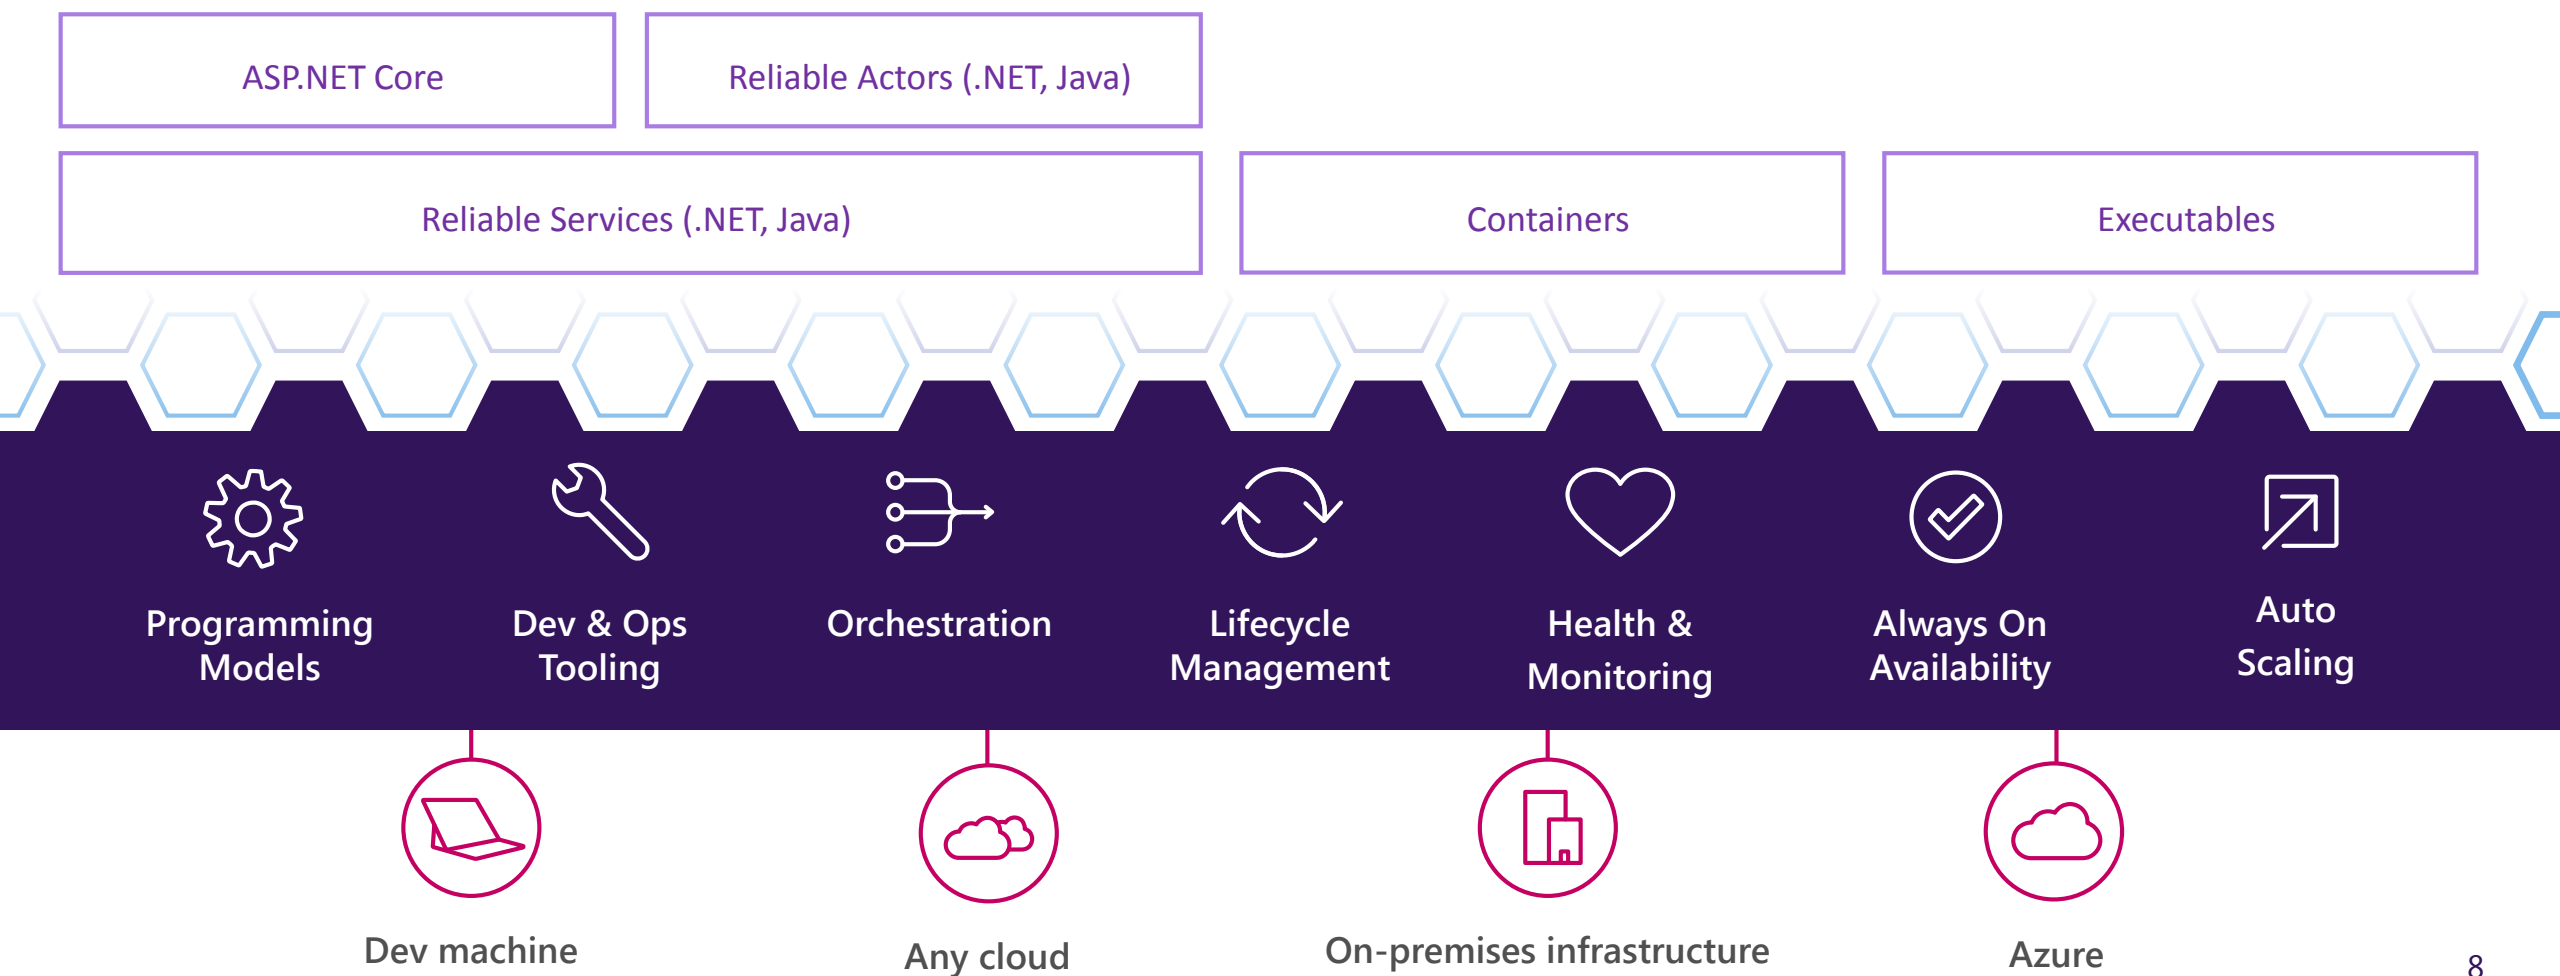 ASP.NET Core
Reliable Actors (.NET, Java)
Reliable Services (.NET, Java)
Containers
Executables
Programming
Models
Dev & Ops
Tooling
Orchestration
Lifecycle
Management
Health &
Monitoring
Always On
Availability
Auto
Scaling
Dev machine
Any cloud
On-premises infrastructure
Azure
8